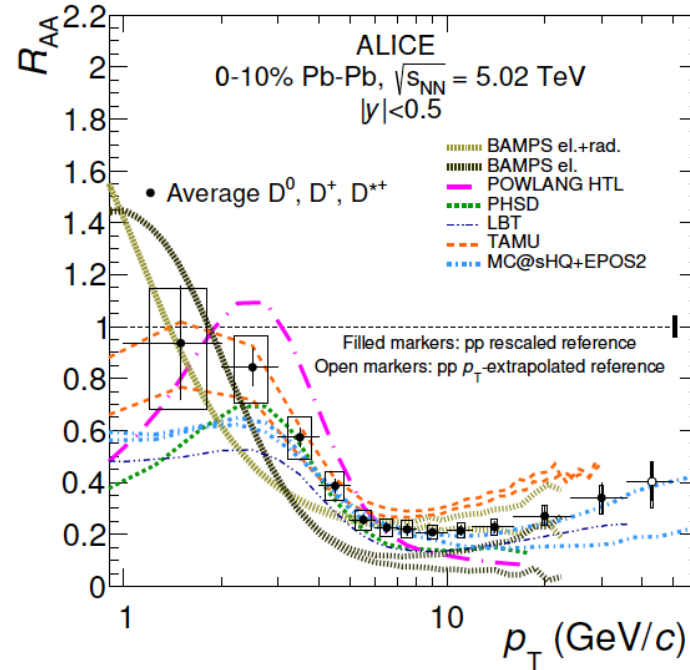 R_AA
2.2
2
1.8
1.6
1.4
1.2
1
0.8
0.6
0.4
0.2
0
ALICE
0-10% Pb-Pb, √s_NN = 5.02 TeV
|y|<0.5
BAMPS el.+rad.
BAMPS el.
POWLANG HTL
PHSD
LBT
TAMU
MC@sHQ+EPOS2
Average D⁰, D⁺, D*⁺
Filled markers: pp rescaled reference
Open markers: pp p_T-extrapolated reference
1
10
p_T (GeV/c)